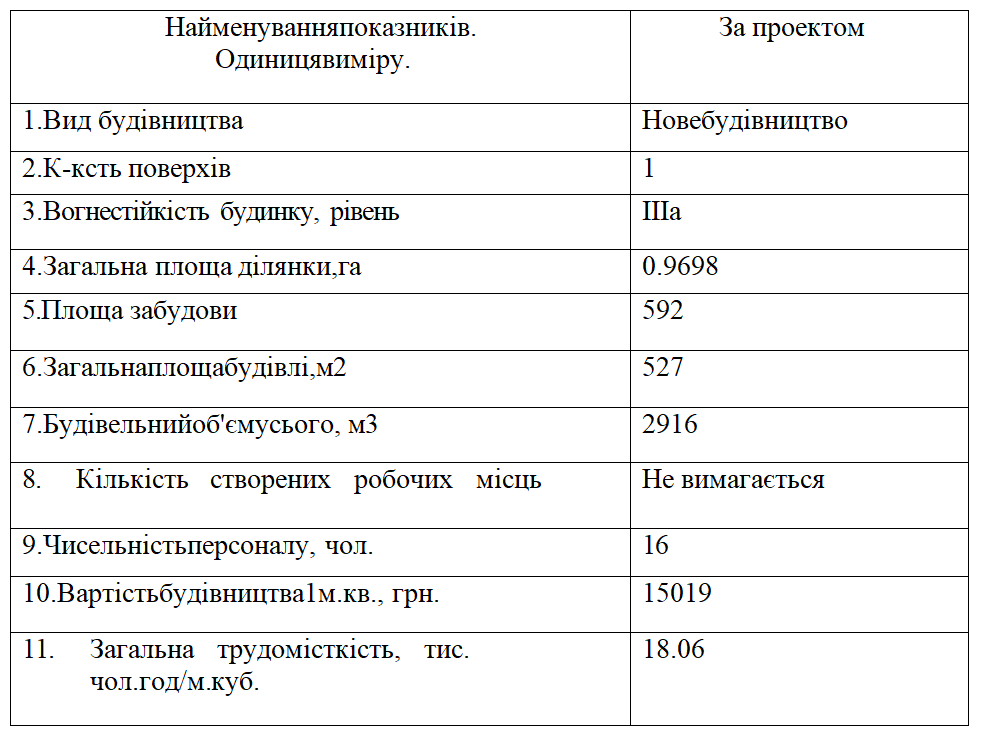 Найменуванняпоказників.
Одиницявиміру.
За проектом
1.Вид будівництва
Новебудівництво
2.К-ксть поверхів
1
3.Вогнестійкість будинку, рівень
ІІІа
4.Загальна площа ділянки,га
0.9698
5.Площа забудови
592
6.Загальнаплощабудівлі,м2
527
7.Будівельнийоб'ємусього, м3
2916
8. Кількість створених робочих місць
Не вимагається
9.Чисельністьперсоналу, чол.
16
10.Вартістьбудівництва1м.кв., грн.
15019
11. Загальна трудомісткість, тис.
чол.год/м.куб.
18.06